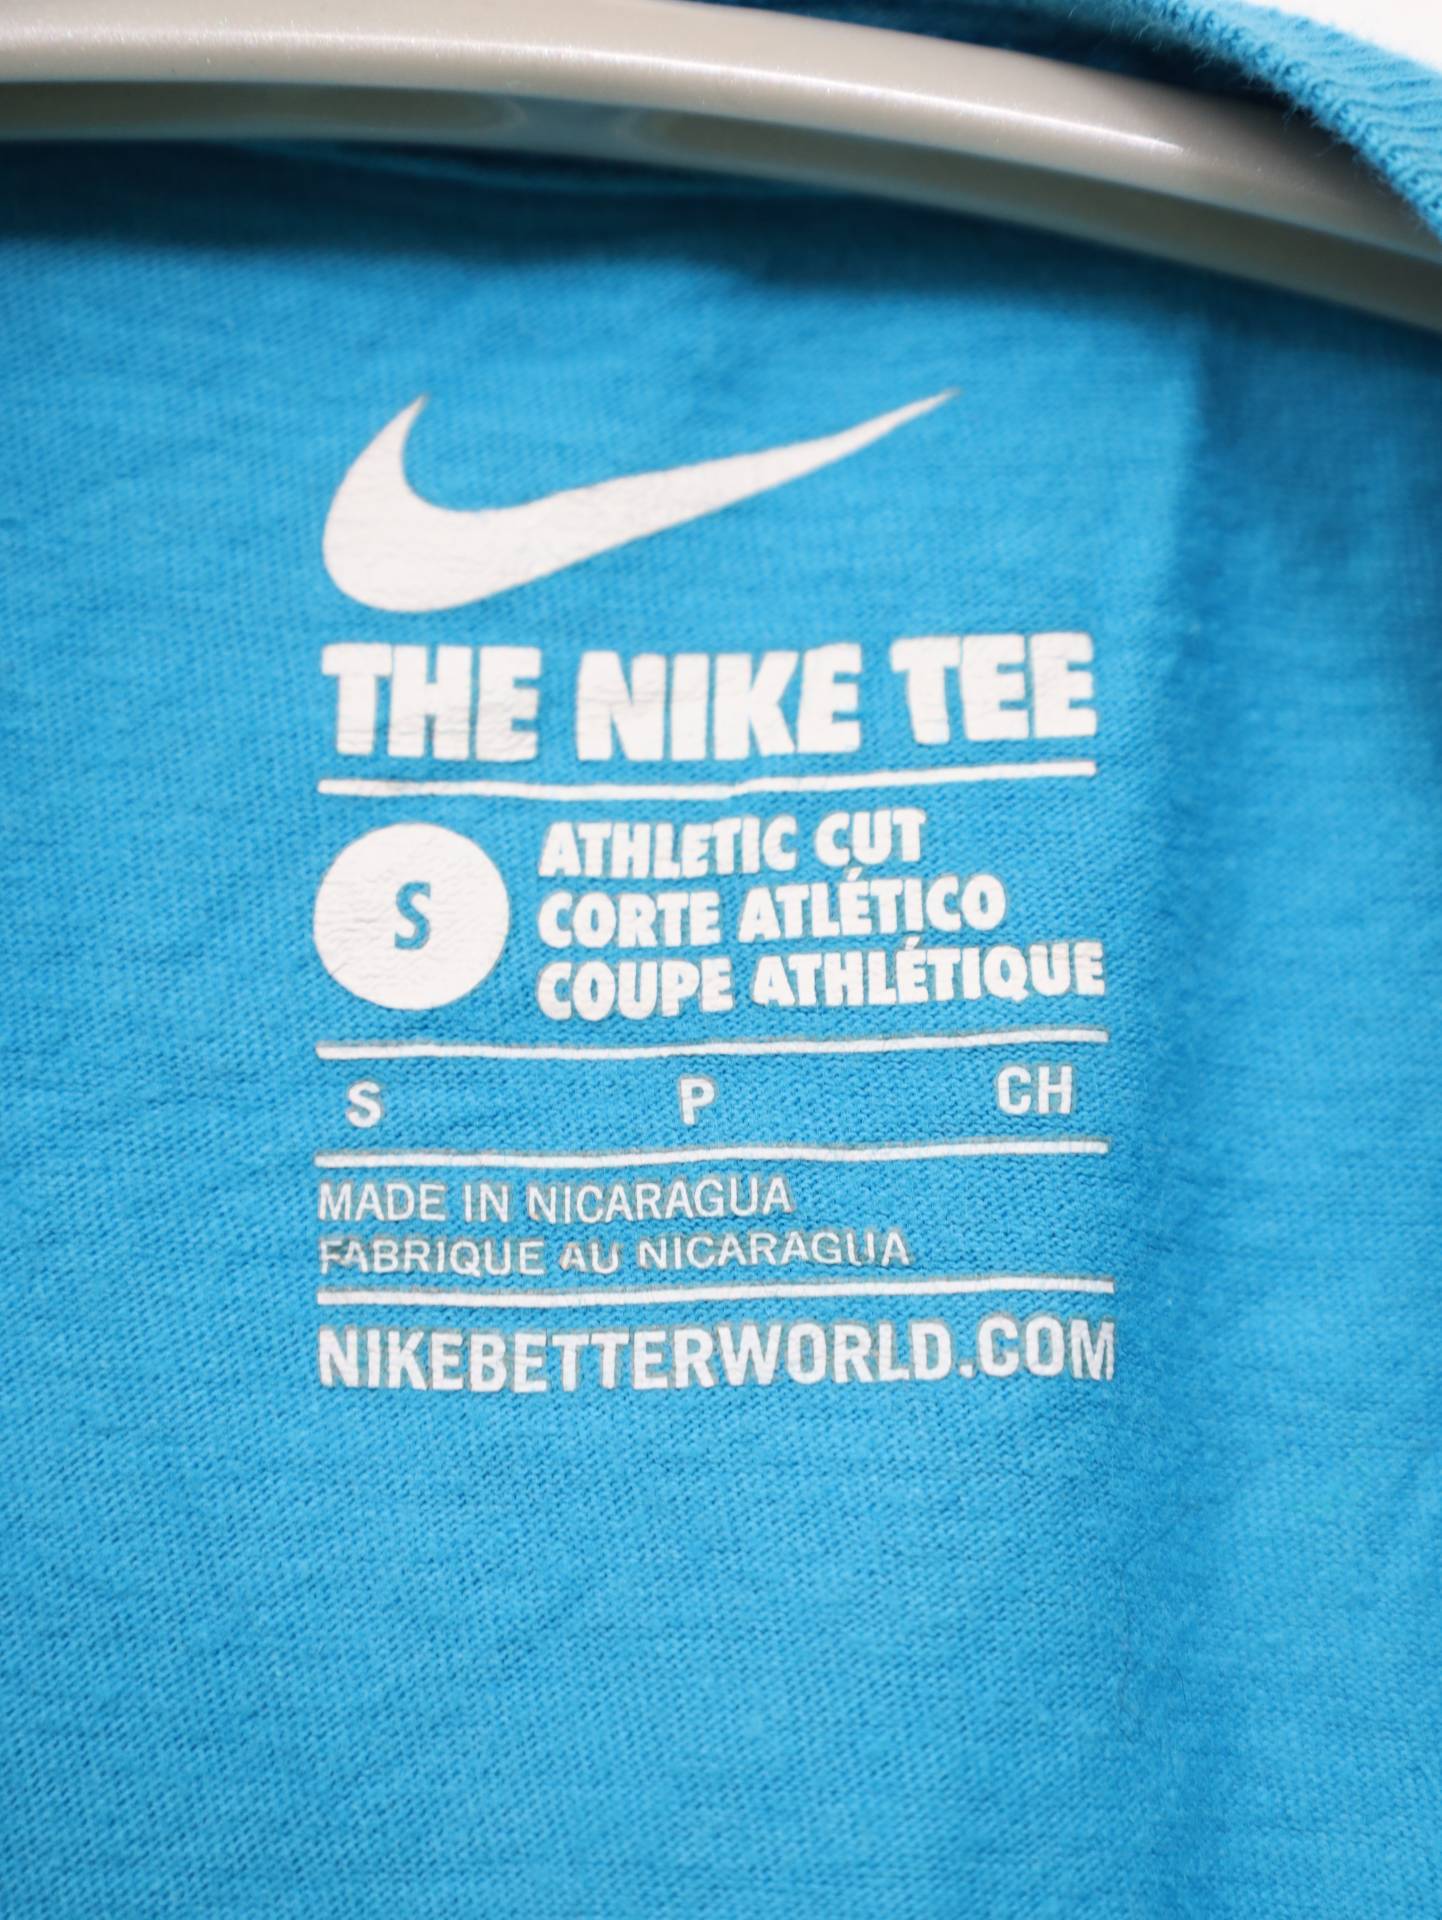 THE NIKE TEE
S
ATHLETIC CUT
CORTE ATLÉTICO
COUPE ATHLÉTIQUE
S P CH
MADE IN NICARAGUA
FABRIQUE AU NICARAGUA
NIKEBETTERWORLD.COM